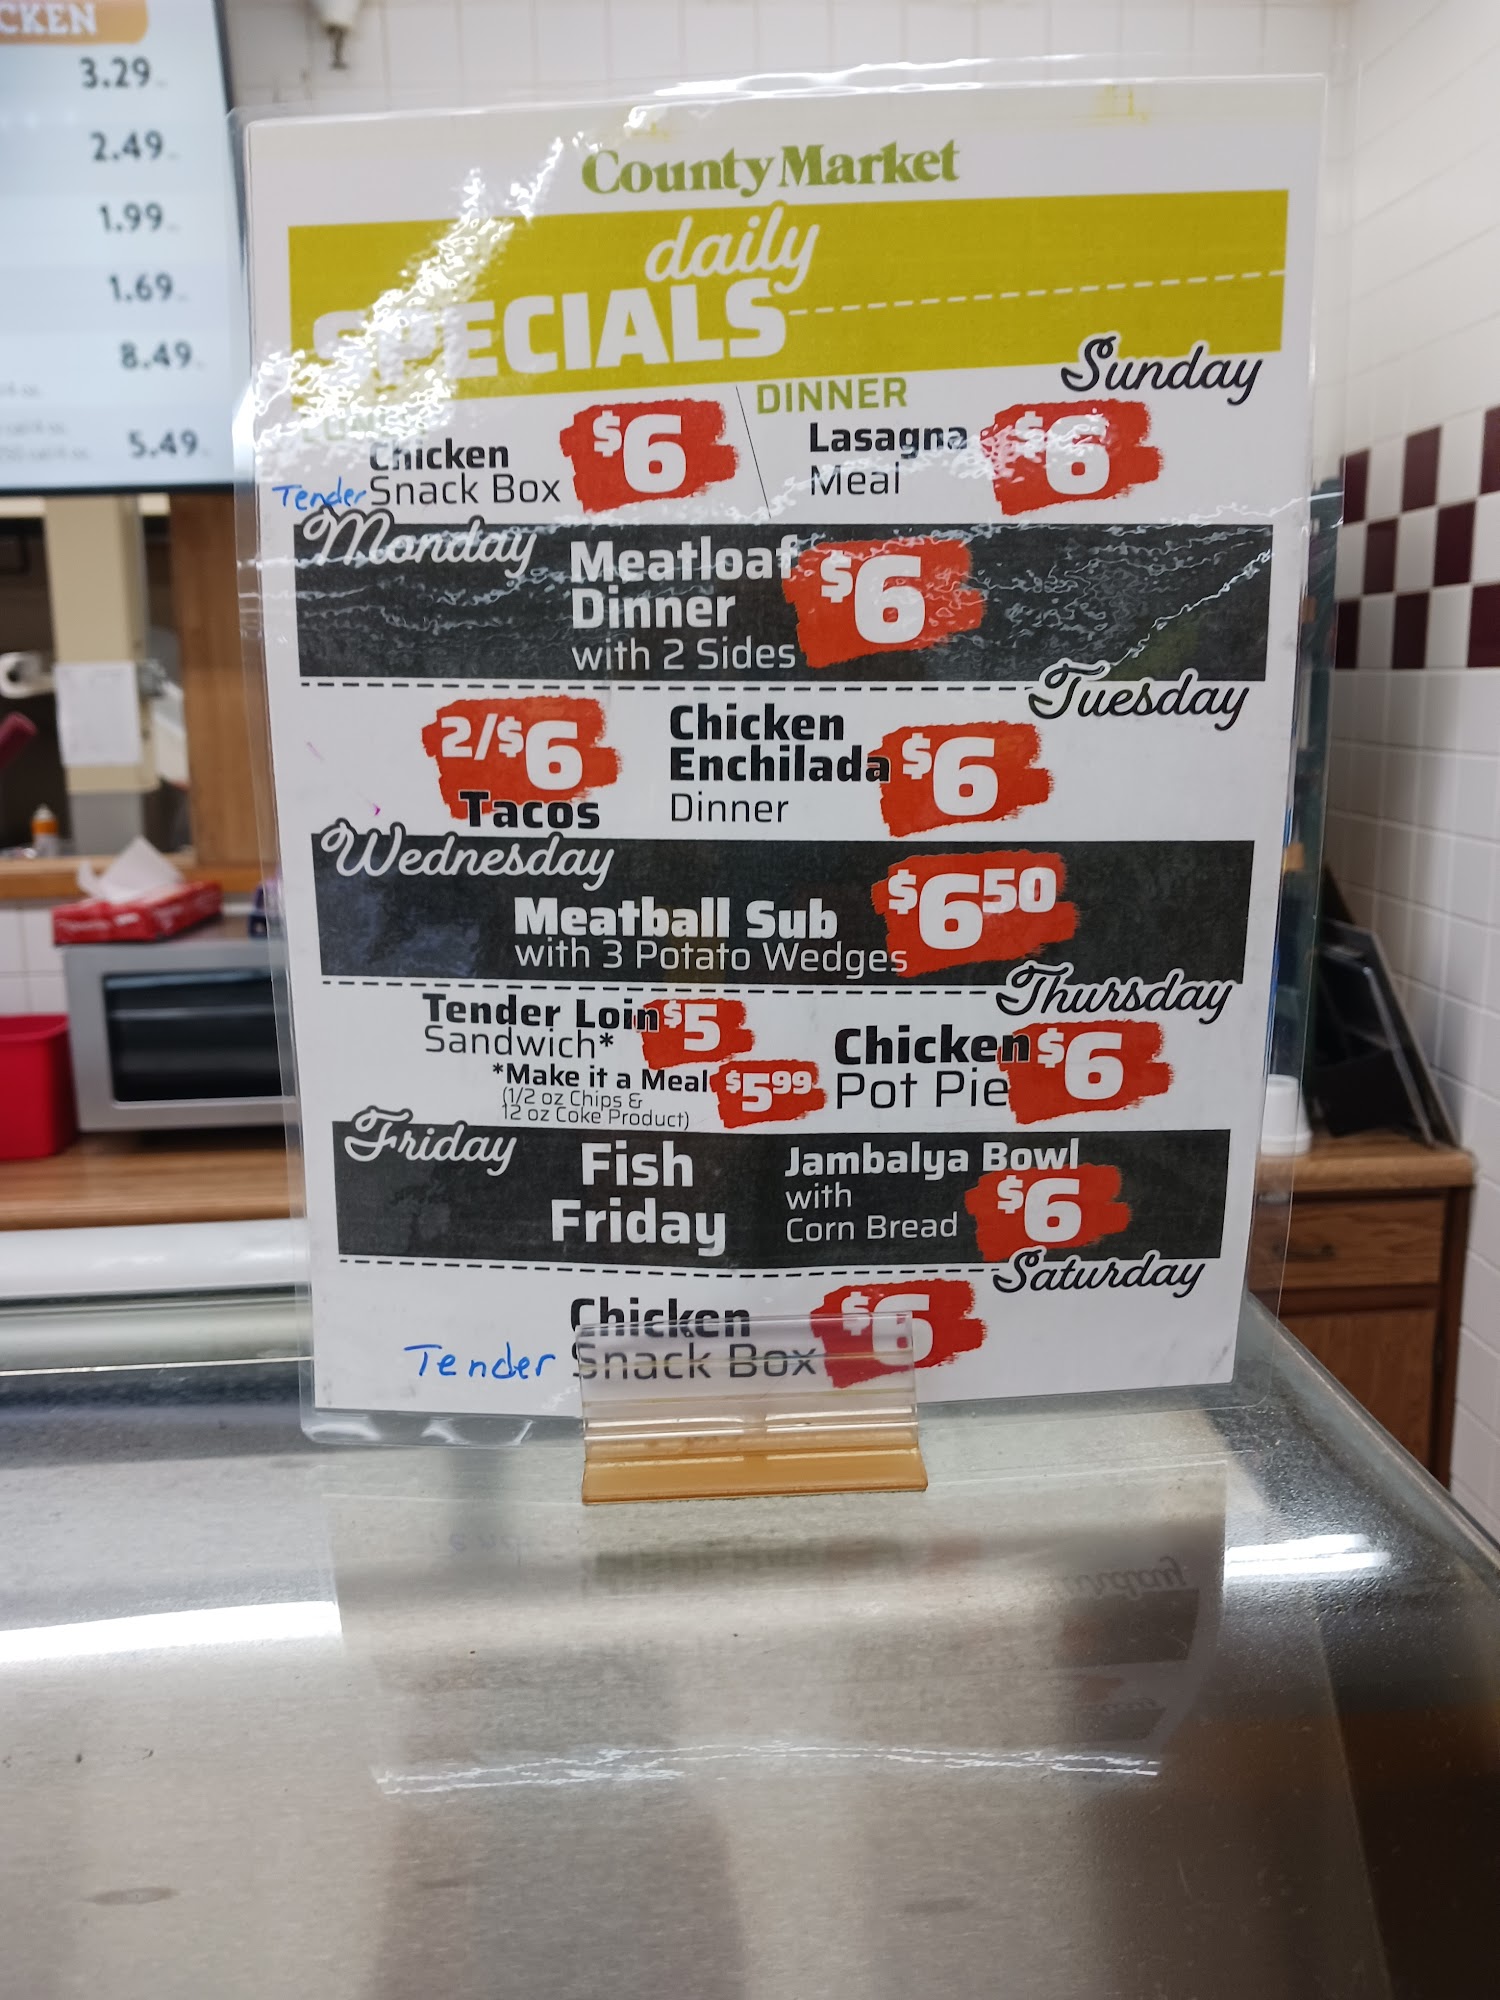 CKEN
3.29
2.49
1.99
1.69
8.49
5.49
County Market
daily
SPECIALS
Sunday
DINNER
Chicken
Tender Snack Box
$6
Lasagna
Meal
$6
Monday
Meatloaf
Dinner
with 2 Sides
$6
Tuesday
2/$6
Tacos
Chicken
Enchilada
Dinner
$6
Wednesday
Meatball Sub
with 3 Potato Wedges
$6.50
Thursday
Tender Loin
Sandwich*
$5
*Make it a Meal
(1/2 oz Chips &
12 oz Coke Product)
$5.99
Chicken
Pot Pie
$6
Friday
Fish
Friday
Jambalya Bowl
with
Corn Bread
$6
Saturday
Chicken
Tender Snack Box
$6